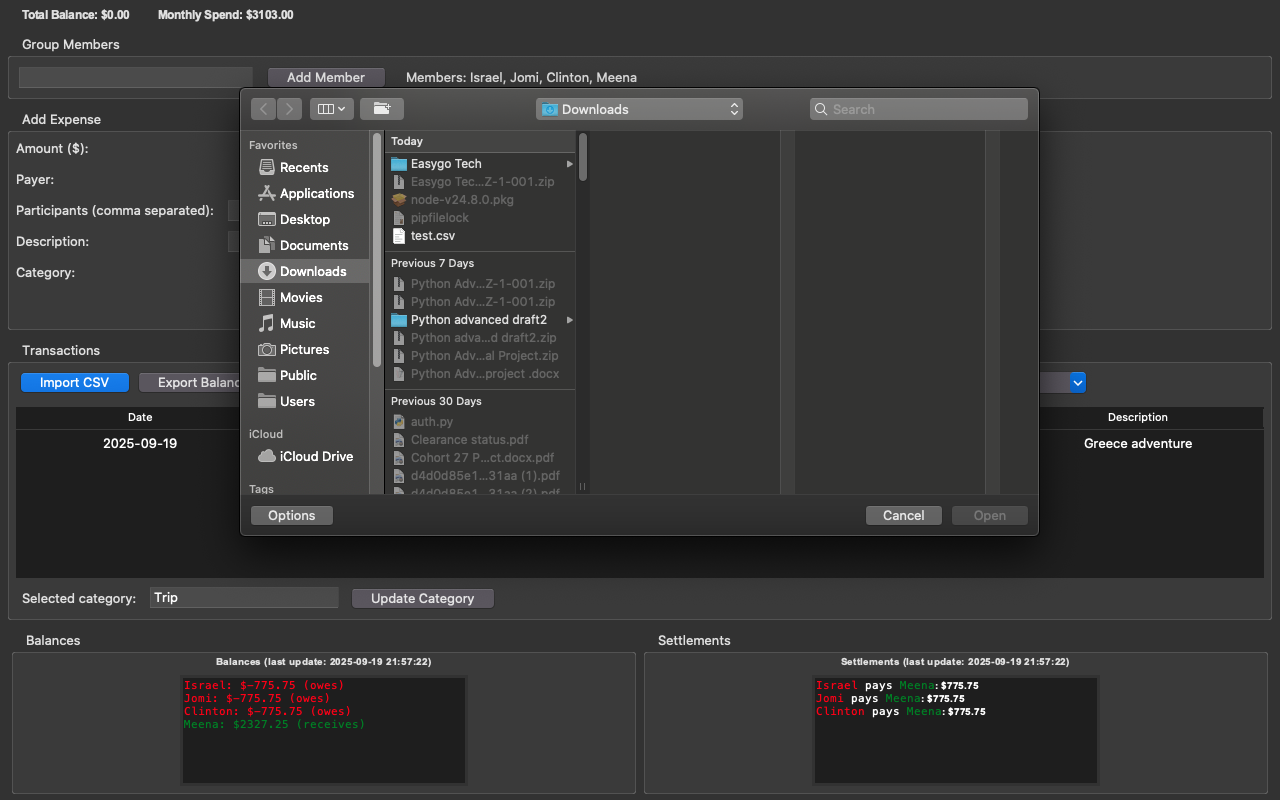 Total Balance: $0.00 Monthly Spend: $3103.00
Group Members
Add Member Members: Israel, Jomi, Clinton, Meena
Add Expense
Amount ($):
Payer:
Participants (comma separated):
Description:
Category:
Downloads
Search
Favorites
Recents
Applications
Desktop
Documents
Downloads
Movies
Music
Pictures
Public
Users
iCloud
iCloud Drive
Tags
Today
Easygo Tech
Easygo Tec...Z-1-001.zip
node-v24.8.0.pkg
pipfilelock
test.csv
Previous 7 Days
Python Adv...Z-1-001.zip
Python Adv...Z-1-001.zip
Python advanced draft2
Python adva...d draft2.zip
Python Adv...al Project.zip
Python Adv...project .docx
Previous 30 Days
auth.py
Clearance status.pdf
Cohort 27 P...ct.docx.pdf
d4d0d85e1...31aa (1).pdf
d4d0d85e1...31aa (2).pdf
Options
Cancel
Open
Transactions
Import CSV
Export Balanc
Date
Description
2025-09-19
Greece adventure
Selected category: Trip Update Category
Balances
Balances (last update: 2025-09-19 21:57:22)
Israel: $-775.75 (owes)
Jomi: $-775.75 (owes)
Clinton: $-775.75 (owes)
Meena: $2327.25 (receives)
Settlements
Settlements (last update: 2025-09-19 21:57:22)
Israel pays Meena: $775.75
Jomi pays Meena: $775.75
Clinton pays Meena: $775.75